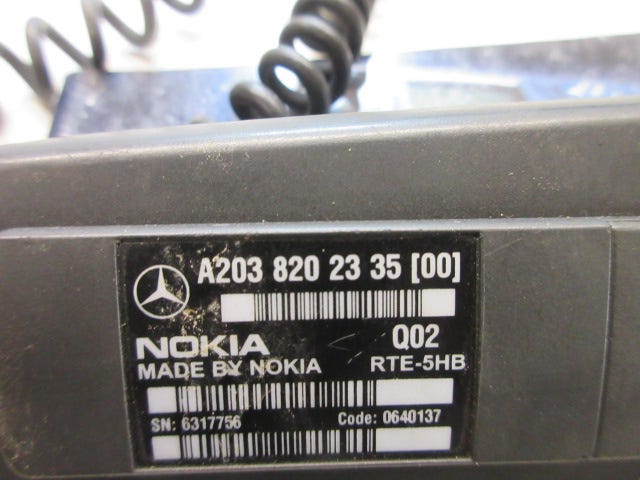 A203 820 23 35 [00]
NOKIA Q02
MADE BY NOKIA RTE-5HB
SN: 6317756 Code: 0640137